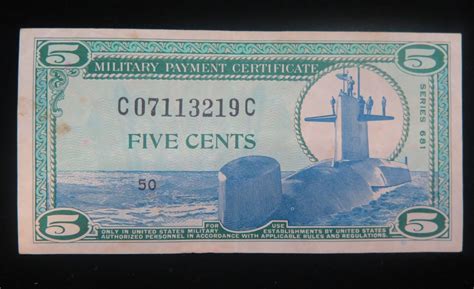 5 MILITARY PAYMENT CERTIFICATE 5
C07113219C
SERIES 681
FIVE CENTS
50
5 5
FOR USE
ONLY IN UNITED STATES MILITARY ESTABLISHMENTS BY UNITED STATES
AUTHORIZED PERSONNEL IN ACCORDANCE WITH APPLICABLE RULES AND REGULATIONS.